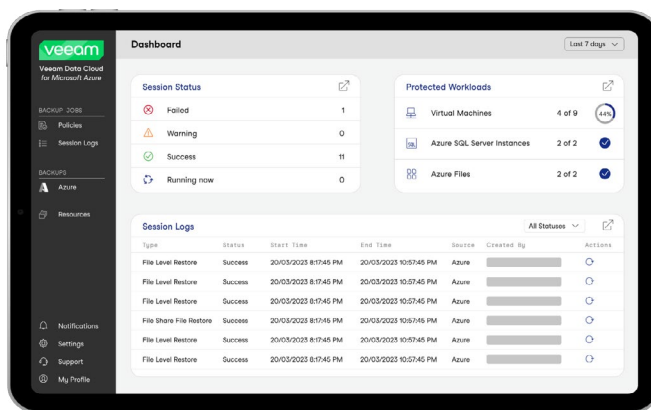 veeam
Dashboard
Last 7 days
Veeam Data Cloud
for Microsoft Azure
BACKUP JOBS
Policies
Session Logs
BACKUPS
Azure
Resources
Notifications
Settings
Support
My Profile
Session Status
Failed 1
Warning 0
Success 11
Running now 0
Protected Workloads
Virtual Machines 4 of 9 44%
SQL Azure SQL Server Instances 2 of 2
Azure Files 2 of 2
Session Logs All Statuses
Type Status Start Time End Time Source Created By Actions
File Level Restore Success 20/03/2023 8:17:45 PM 20/03/2023 10:57:45 PM Azure
File Level Restore Success 20/03/2023 8:17:45 PM 20/03/2023 10:57:45 PM Azure
File Level Restore Success 20/03/2023 8:17:45 PM 20/03/2023 10:57:45 PM Azure
File Share File Restore Success 20/03/2023 8:17:45 PM 20/03/2023 10:57:45 PM Azure
File Level Restore Success 20/03/2023 8:17:45 PM 20/03/2023 10:57:45 PM Azure
File Level Restore Success 20/03/2023 8:17:45 PM 20/03/2023 10:57:45 PM Azure